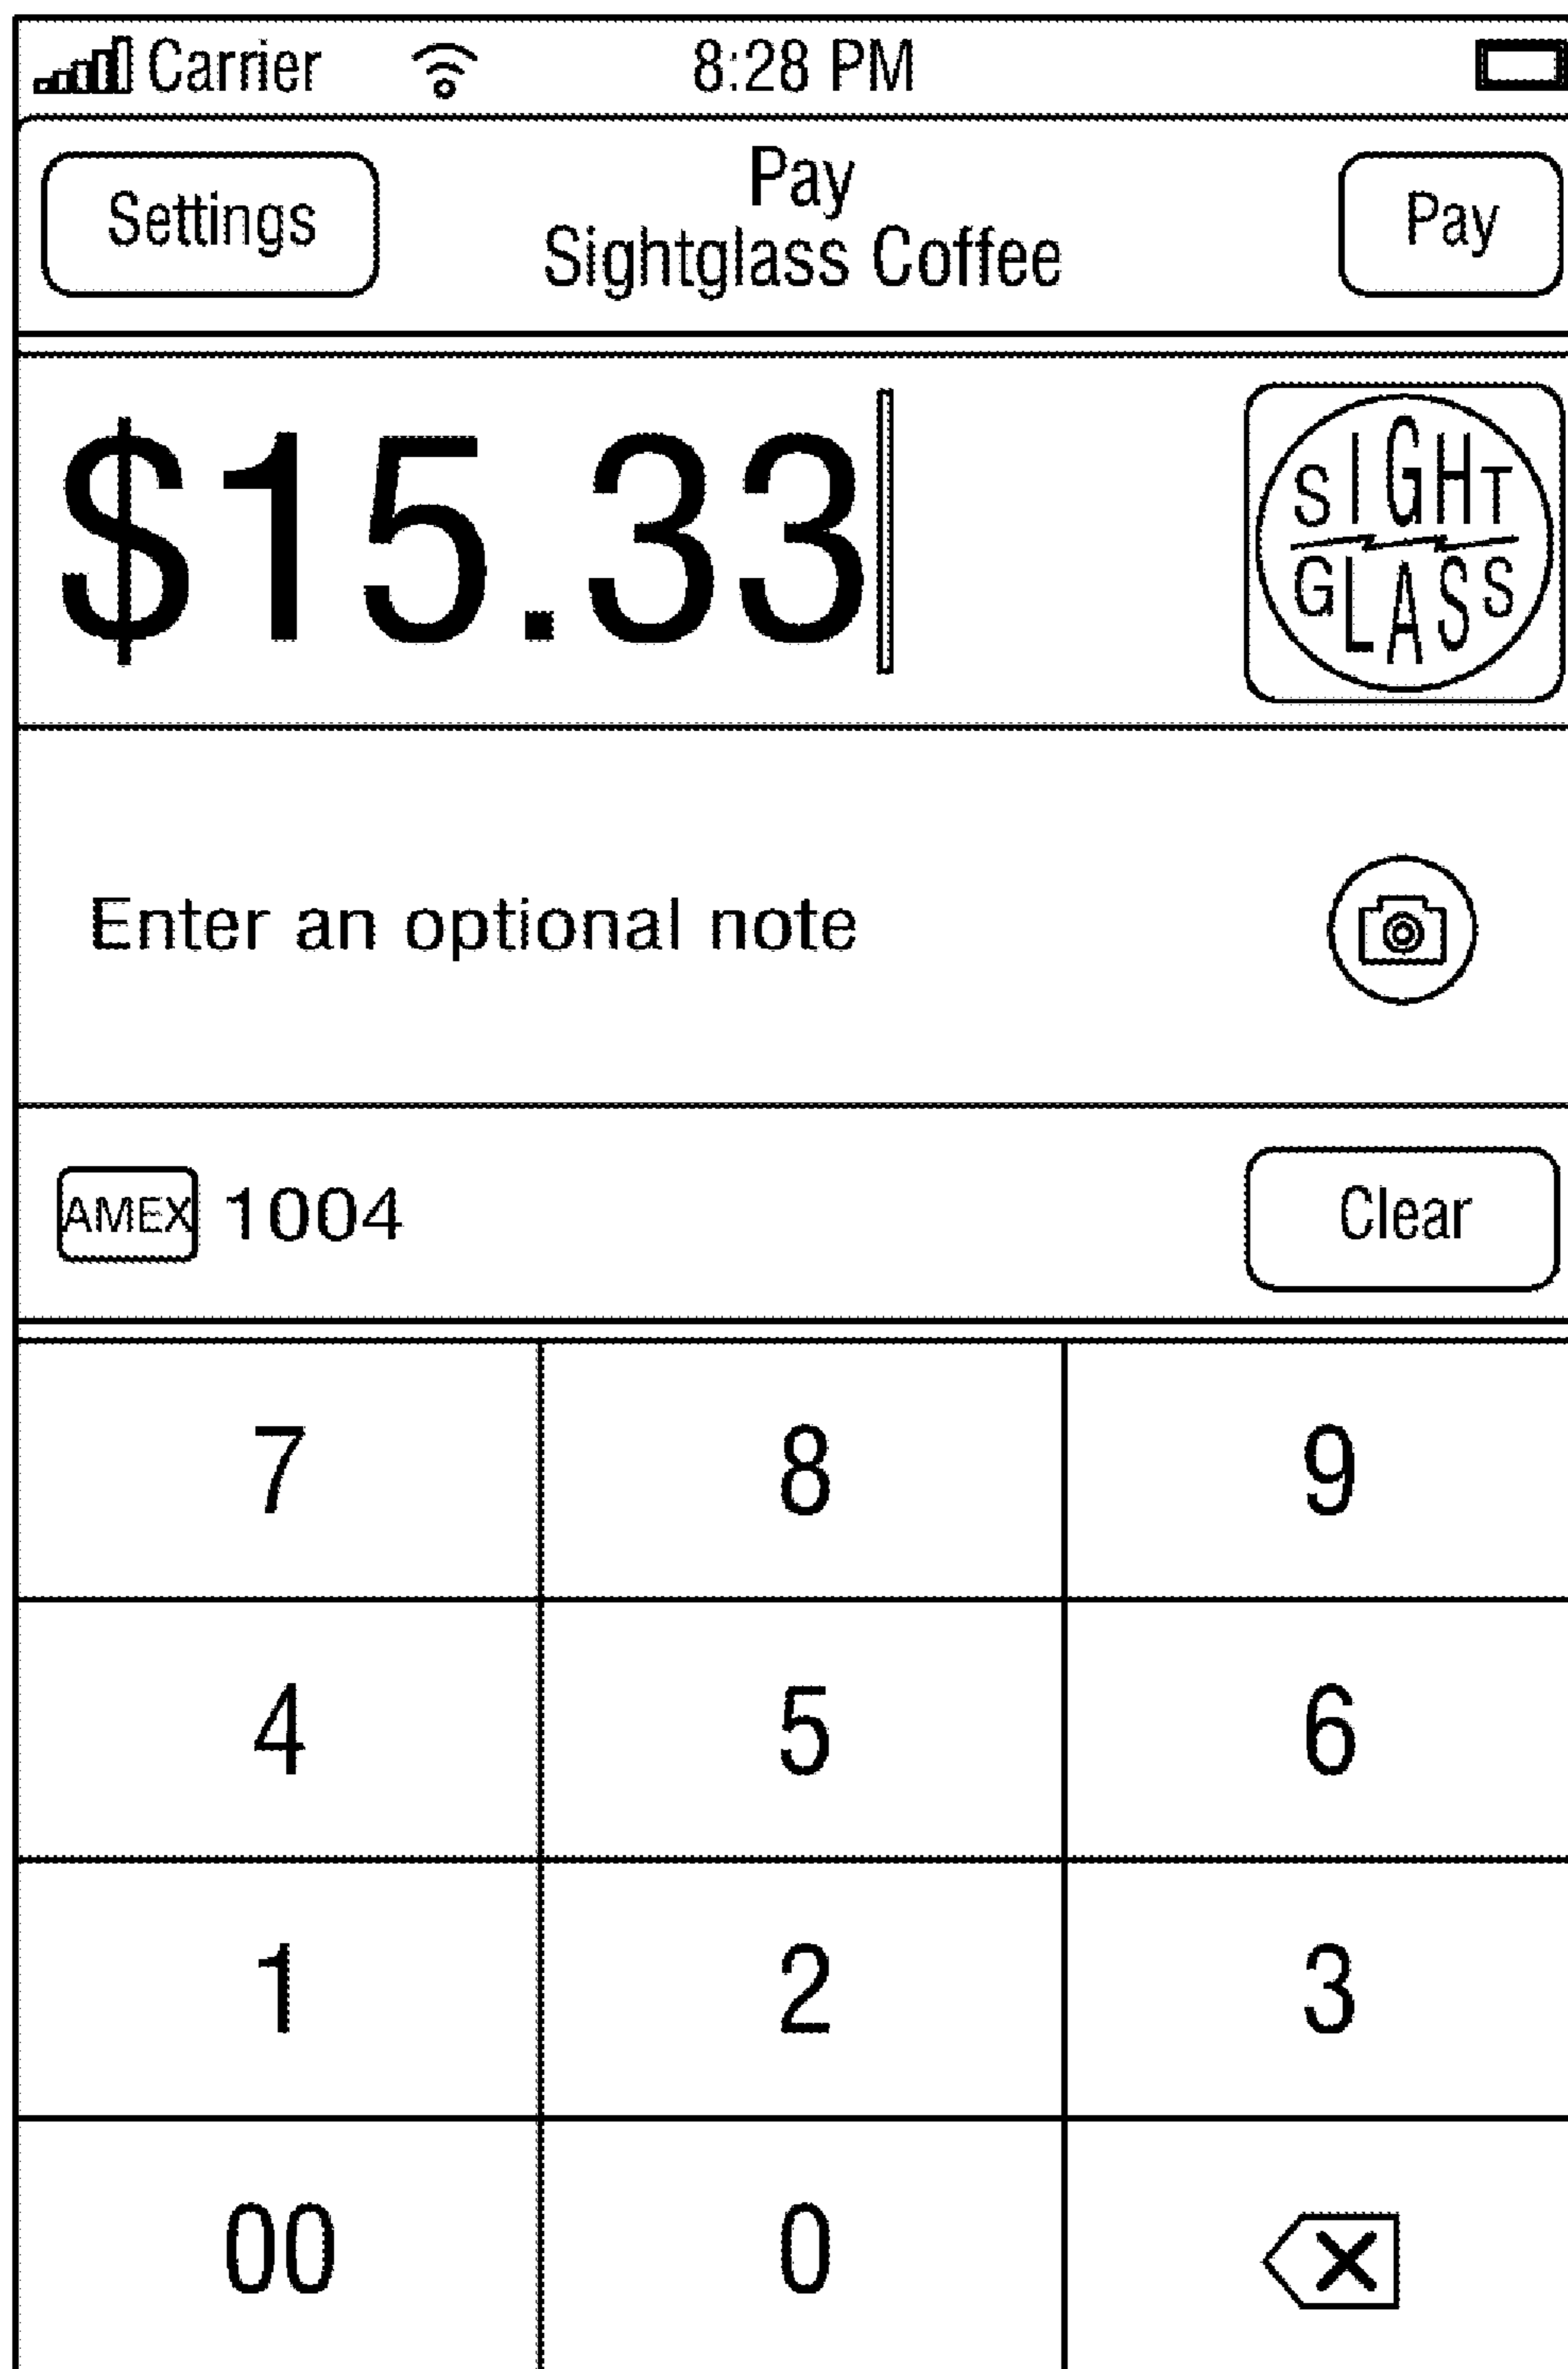 Carrier 8:28 PM
Settings Pay Pay
Sightglass Coffee
$15.33
SIGHT
GLASS
Enter an optional note
AMEX 1004 Clear
7 8 9
4 5 6
1 2 3
00 0 X